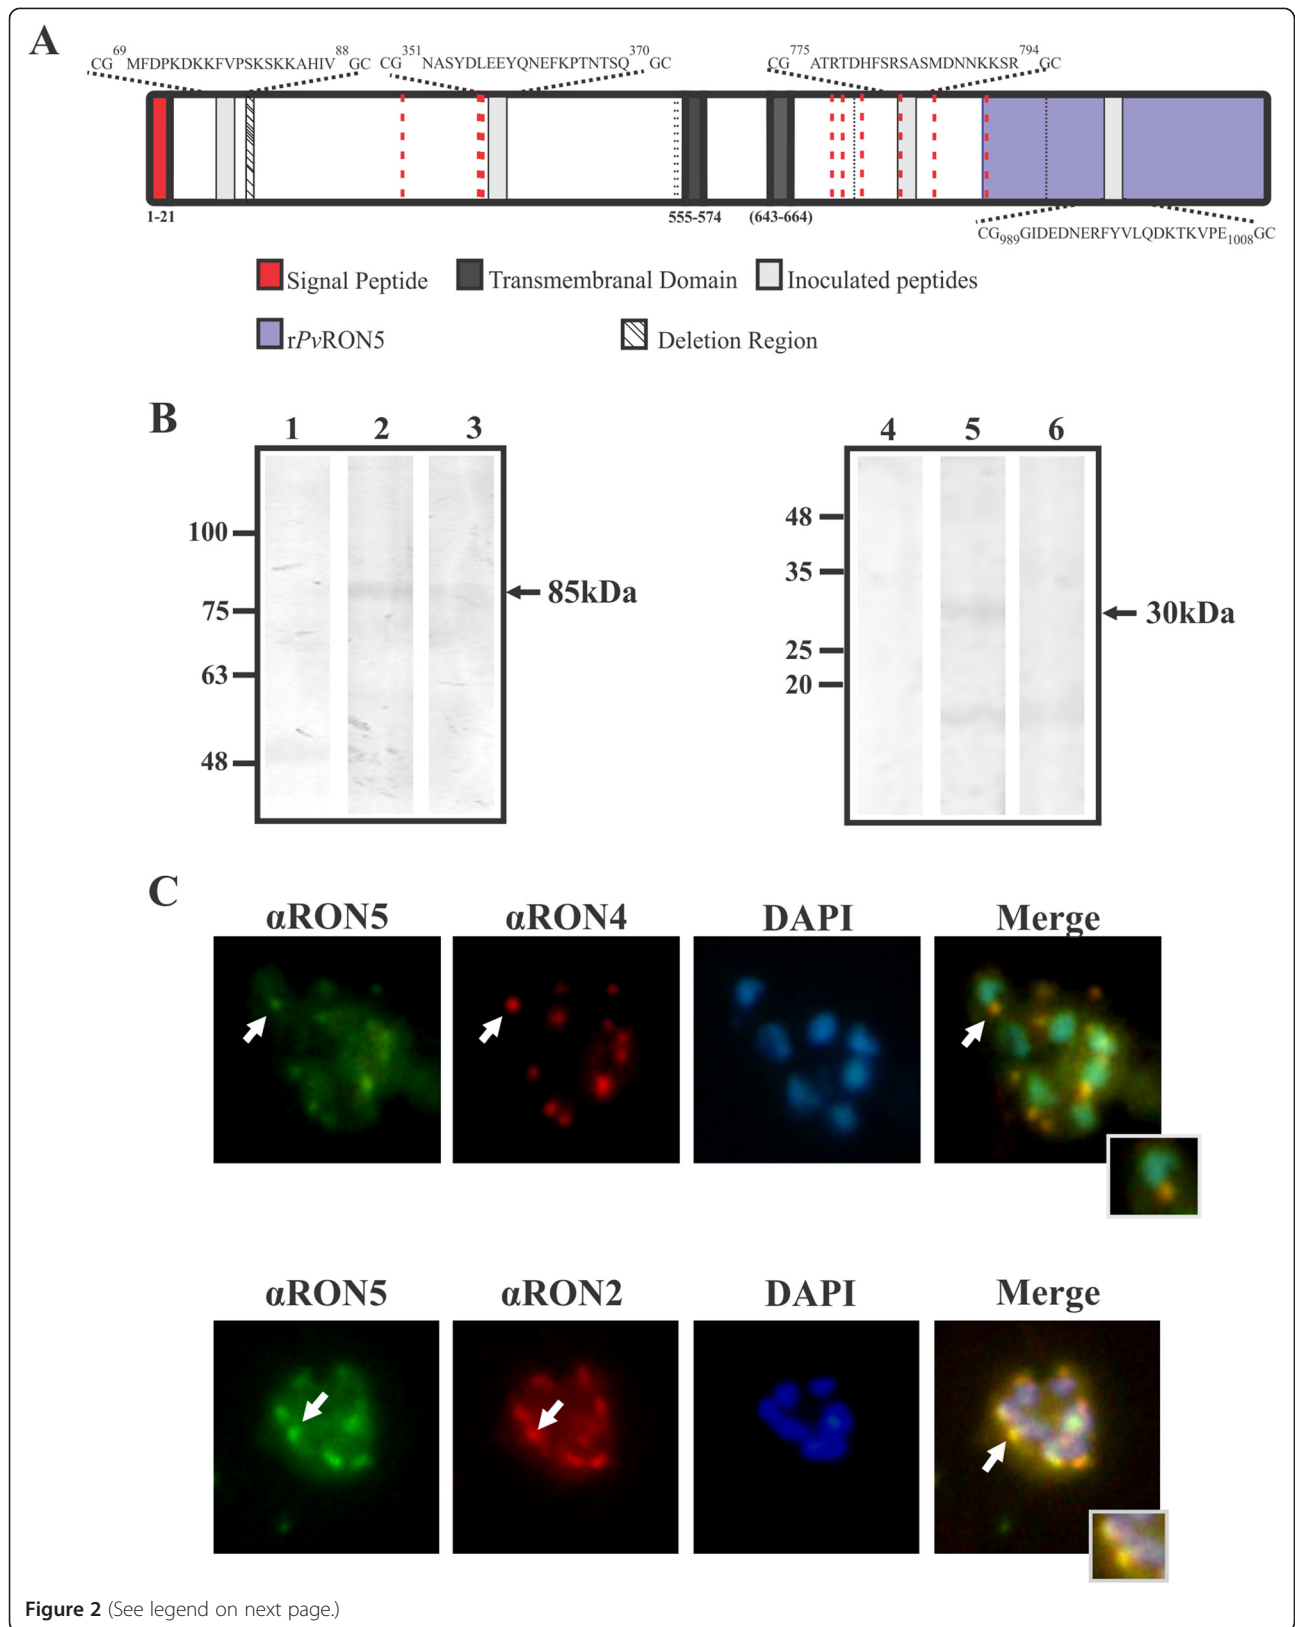 A
CG 69 MFDPKDKKFVPSKSKKAHIV 88 GC CG 351 NASYDLEEYQNEFKPTNTSQ 370 GC CG 775 ATRTDHFSRSASMDNNKKSR 794 GC
1-21 555-574 (643-664)
CG989GIDEDNERFYVLQDKTKVPE1008GC
Signal Peptide Transmembranal Domain Inoculated peptides
rPvRON5 Deletion Region
B
1 2 3 4 5 6
100
75
63
48
85kDa
48
35
25
20
30kDa
C
αRON5 αRON4 DAPI Merge
αRON5 αRON2 DAPI Merge
Figure 2 (See legend on next page.)